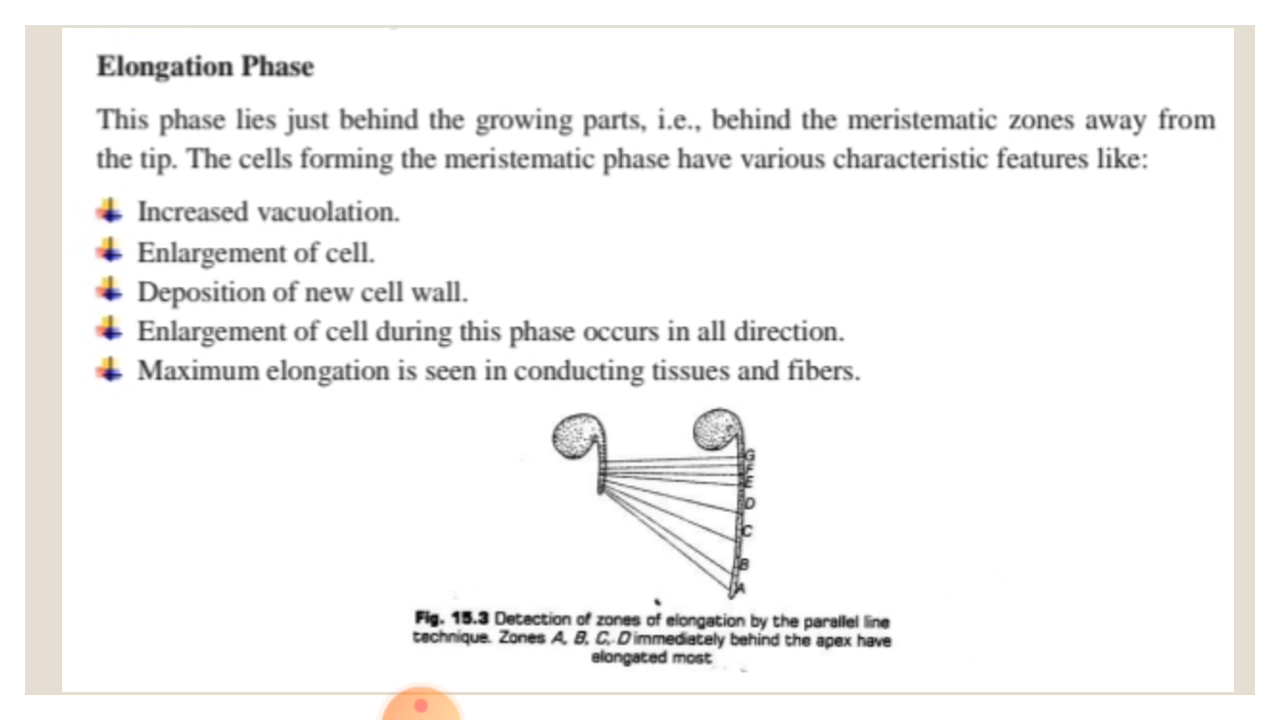 Elongation Phase
This phase lies just behind the growing parts, i.e., behind the meristematic zones away from
the tip. The cells forming the meristematic phase have various characteristic features like:
Increased vacuolation.
Enlargement of cell.
Deposition of new cell wall.
Enlargement of cell during this phase occurs in all direction.
Maximum elongation is seen in conducting tissues and fibers.
G
F
E
D
C
B
A
Fig. 15.3 Detection of zones of elongation by the parallel line
technique. Zones A, B, C, D immediately behind the apex have
elongated most